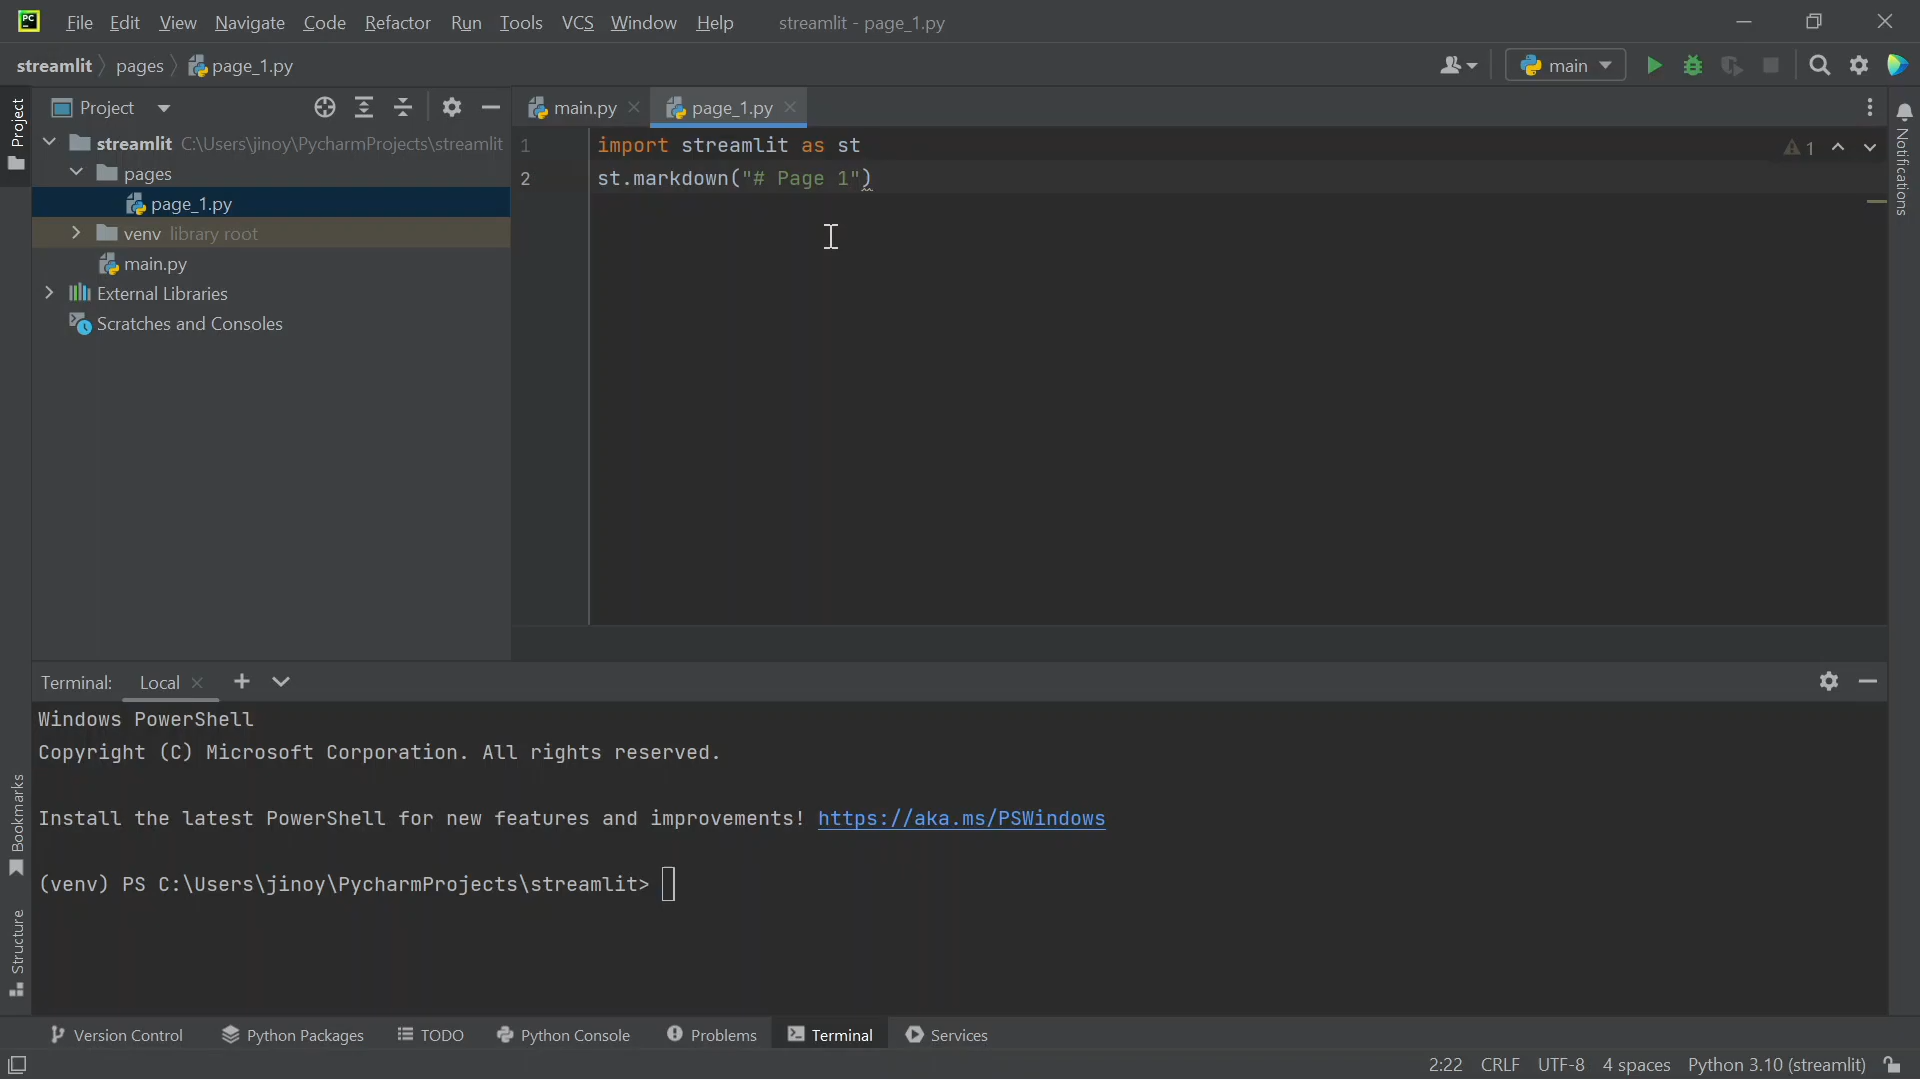 PC File Edit View Navigate Code Refactor Run Tools VCS Window Help streamlit - page_1.py
streamlit pages page_1.py main
Project
Project
main.py page_1.py
streamlit C:\Users\jinoy\PycharmProjects\streamlit
pages
page_1.py
venv library root
main.py
External Libraries
Scratches and Consoles
1 import streamlit as st
2 st.markdown("# Page 1")
1
Notifications
Terminal: Local
Windows PowerShell
Copyright (C) Microsoft Corporation. All rights reserved.
Install the latest PowerShell for new features and improvements! https://aka.ms/PSWindows
(venv) PS C:\Users\jinoy\PycharmProjects\streamlit>
Bookmarks
Structure
Version Control Python Packages TODO Python Console Problems Terminal Services
2:22 CRLF UTF-8 4 spaces Python 3.10 (streamlit)